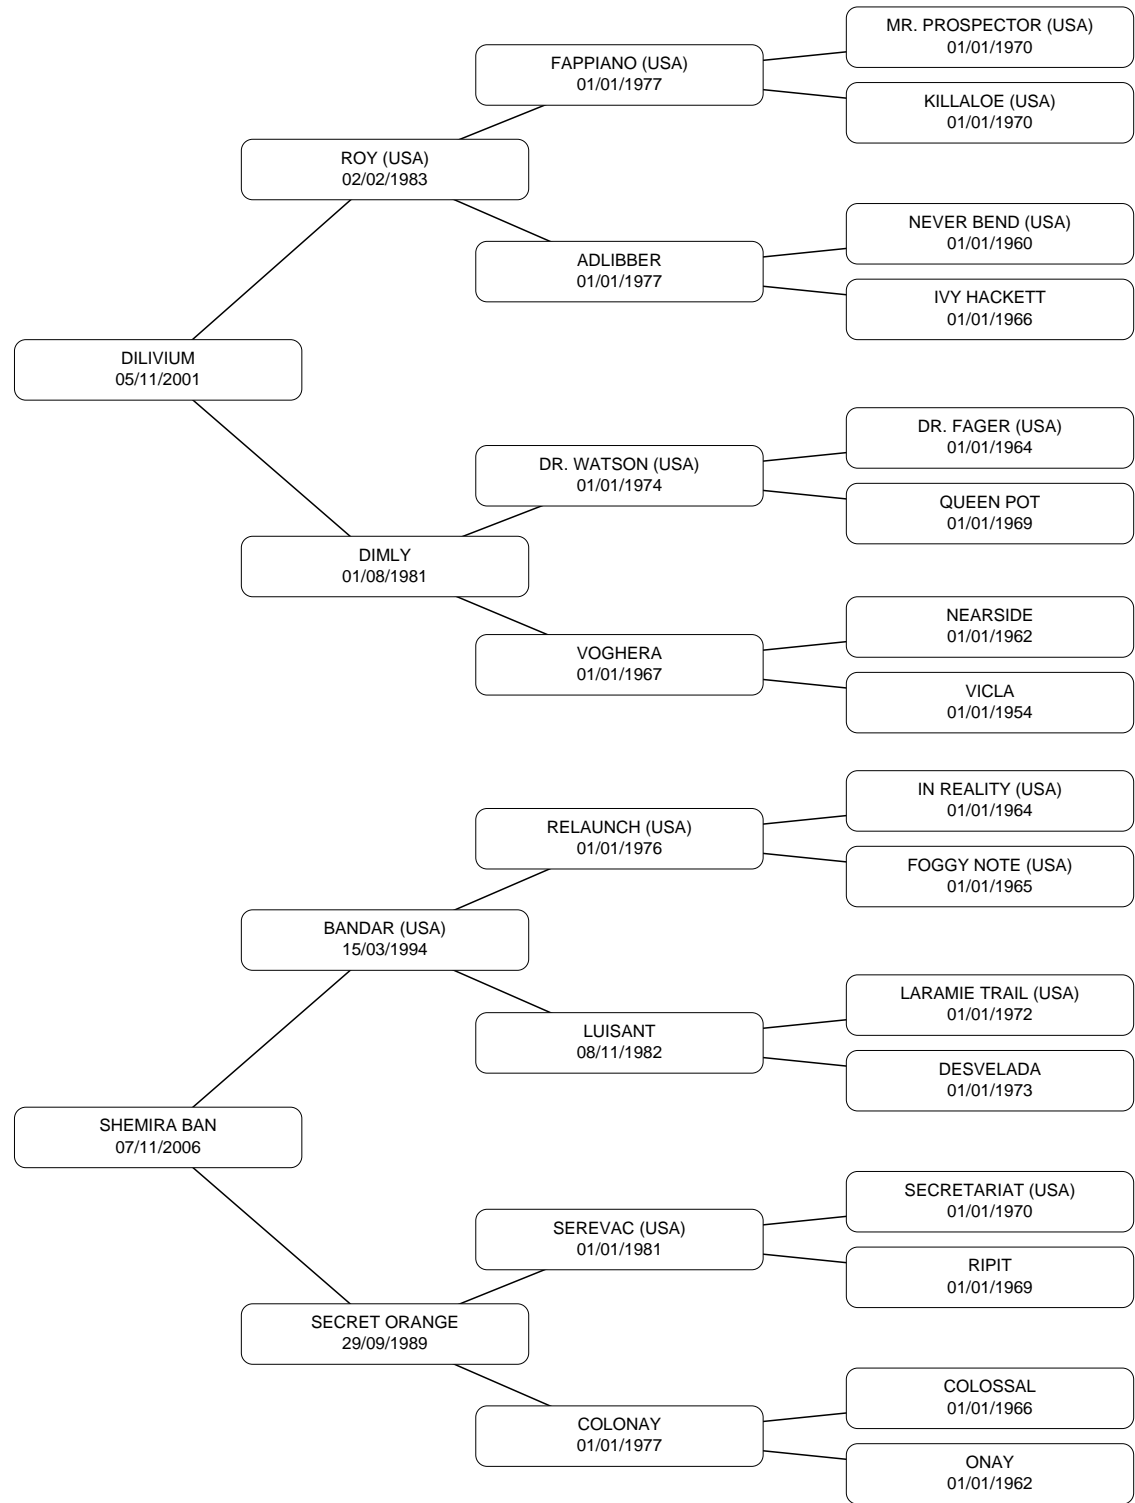 MR. PROSPECTOR (USA)
01/01/1970
FAPPIANO (USA)
01/01/1977
KILLALOE (USA)
01/01/1970
ROY (USA)
02/02/1983
NEVER BEND (USA)
01/01/1960
ADLIBBER
01/01/1977
IVY HACKETT
01/01/1966
DILIVIUM
05/11/2001
DR. FAGER (USA)
01/01/1964
DR. WATSON (USA)
01/01/1974
QUEEN POT
01/01/1969
DIMLY
01/08/1981
NEARSIDE
01/01/1962
VOGHERA
01/01/1967
VICLA
01/01/1954
IN REALITY (USA)
01/01/1964
RELAUNCH (USA)
01/01/1976
FOGGY NOTE (USA)
01/01/1965
BANDAR (USA)
15/03/1994
LARAMIE TRAIL (USA)
01/01/1972
LUISANT
08/11/1982
DESVELADA
01/01/1973
SHEMIRA BAN
07/11/2006
SECRETARIAT (USA)
01/01/1970
SEREVAC (USA)
01/01/1981
RIPIT
01/01/1969
SECRET ORANGE
29/09/1989
COLOSSAL
01/01/1966
COLONAY
01/01/1977
ONAY
01/01/1962